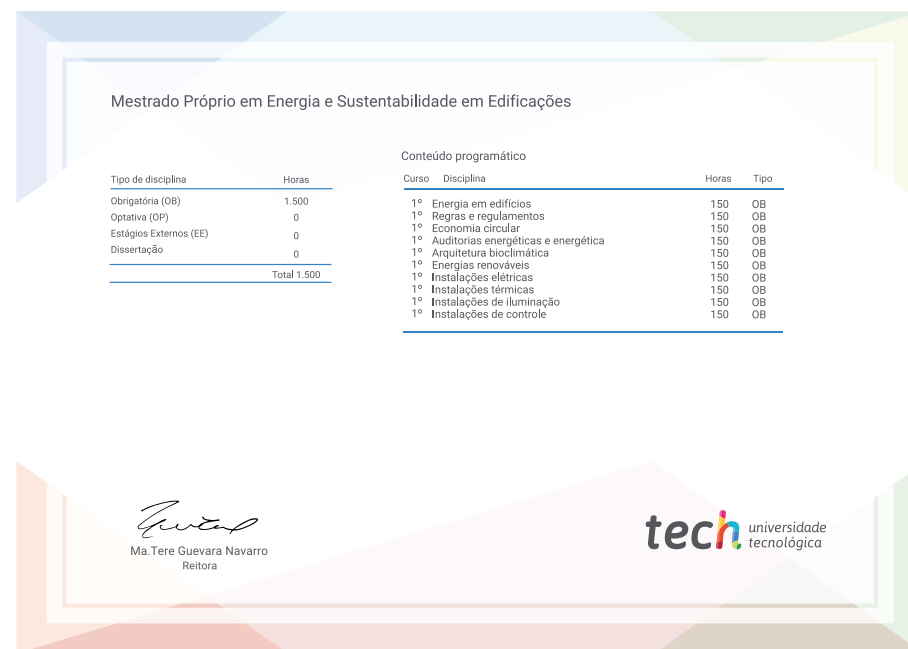 Mestrado Próprio em Energia e Sustentabilidade em Edificações
Tipo de disciplina Horas
Obrigatória (OB) 1.500
Optativa (OP) 0
Estágios Externos (EE) 0
Dissertação 0
Total 1.500
Conteúdo programático
Curso Disciplina Horas Tipo
1º Energia em edifícios 150 OB
1º Regras e regulamentos 150 OB
1º Economia circular 150 OB
1º Auditorias energéticas e energética 150 OB
1º Arquitetura bioclimática 150 OB
1º Energias renováveis 150 OB
1º Instalações elétricas 150 OB
1º Instalações térmicas 150 OB
1º Instalações de iluminação 150 OB
1º Instalações de controle 150 OB
Ma.Tere Guevara Navarro
Reitora
tech universidade
tecnológica